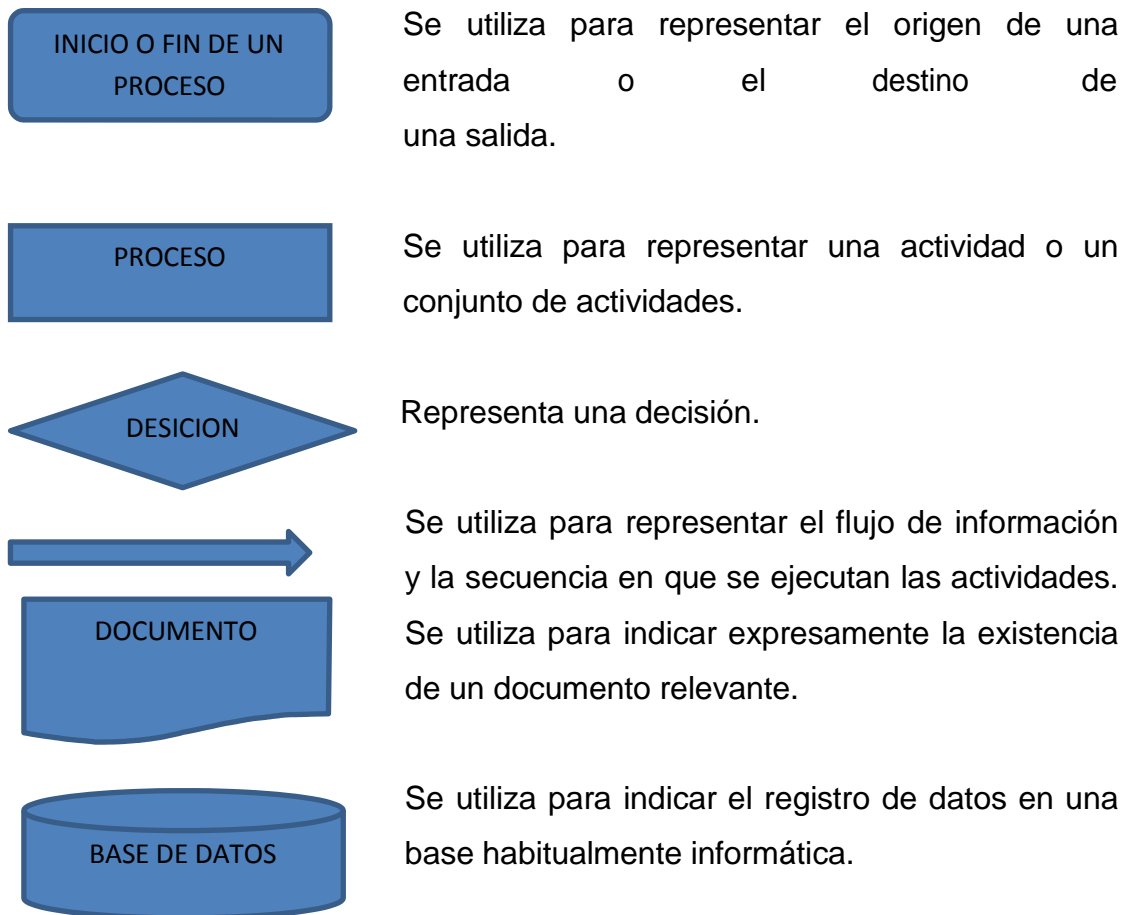 INICIO O FIN DE UN
PROCESO
Se utiliza para representar el origen de una
entrada o el destino de
una salida.
PROCESO
Se utiliza para representar una actividad o un
conjunto de actividades.
DESICION
Representa una decisión.
Se utiliza para representar el flujo de información
y la secuencia en que se ejecutan las actividades.
DOCUMENTO
Se utiliza para indicar expresamente la existencia
de un documento relevante.
BASE DE DATOS
Se utiliza para indicar el registro de datos en una
base habitualmente informática.